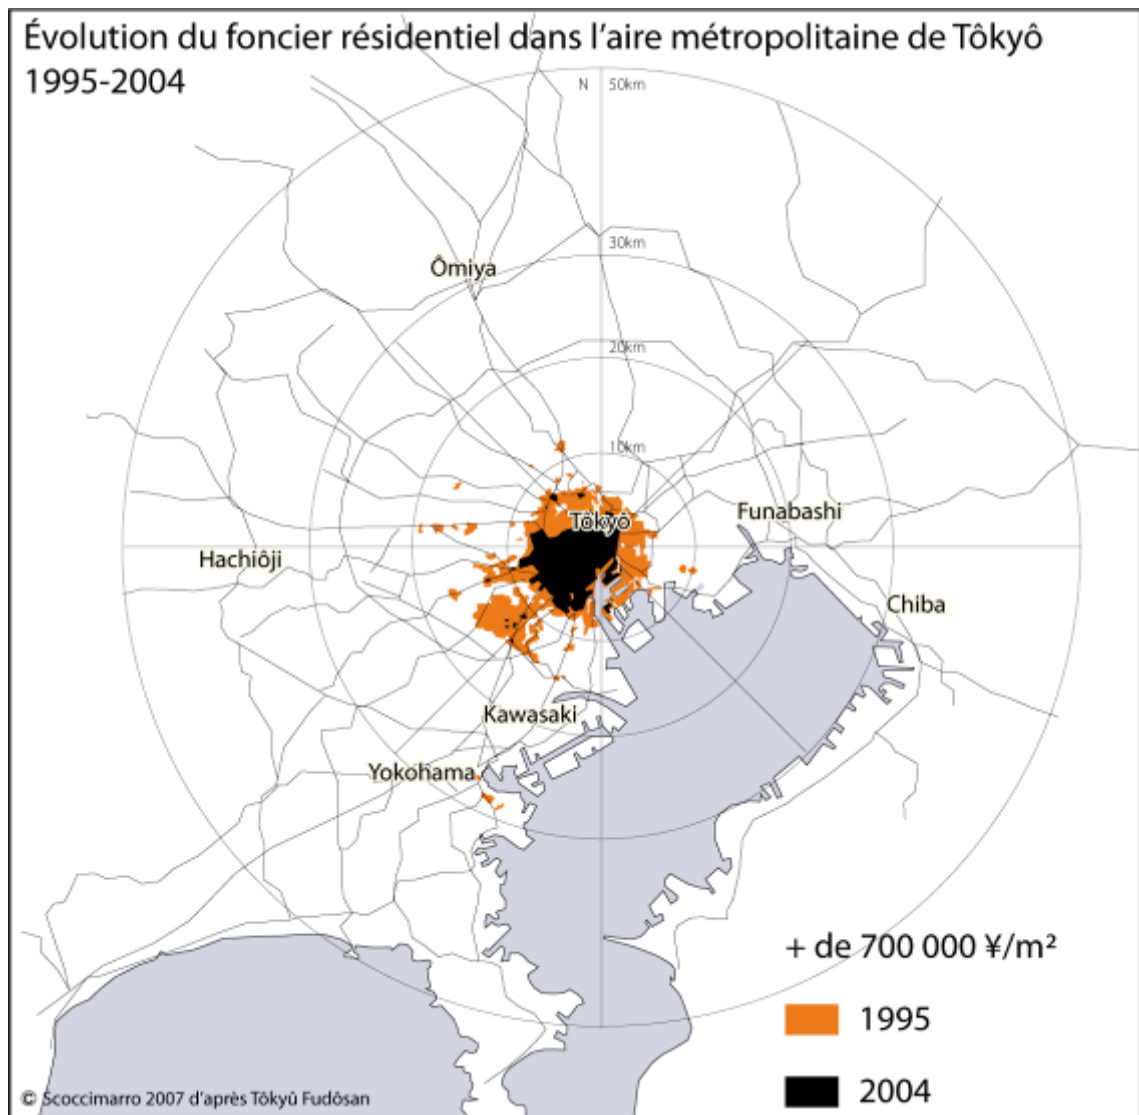 Évolution du foncier résidentiel dans l'aire métropolitaine de Tôkyô
1995-2004
N 50km
30km
Ômiya
20km
10km
Tôkyô
Funabashi
Hachiôji
Chiba
Kawasaki
Yokohama
+ de 700 000 ¥/m²
1995
2004
© Scoccimarro 2007 d'après Tôkyû Fudôsan